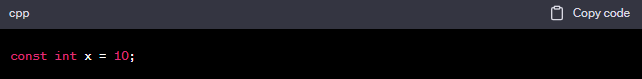 cpp
Copy code
const int x = 10;